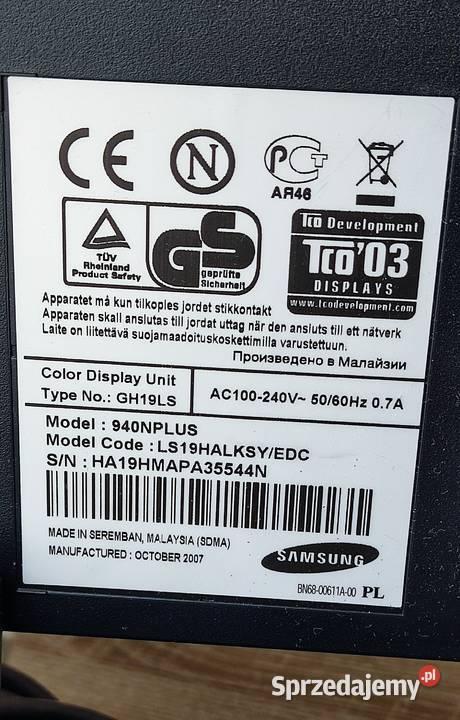 CE N PCT
АЯ46
TÜV
Rheinland
Product Safety
GS
geprüfte
Sicherheit
TCO Development
TCO'03
DISPLAYS
www.tcodevelopment.com
Apparatet må kun tilkoples jordet stikkontakt
Apparaten skall anslutas till jordat uttag när den ansluts till ett nätverk
Laite on liitettävä suojamaadoituskoskettimilla varustettuun.
Произведено в Малайзии
Color Display Unit
Type No.: GH19LS
AC100-240V~ 50/60Hz 0.7A
Model : 940NPLUS
Model Code : LS19HALKSY/EDC
S/N : HA19HMAPA35544N
MADE IN SEREMBAN, MALAYSIA (SDMA)
MANUFACTURED : OCTOBER 2007
SAMSUNG
BN68-00611A-00 PL
Sprzedajemy.pl